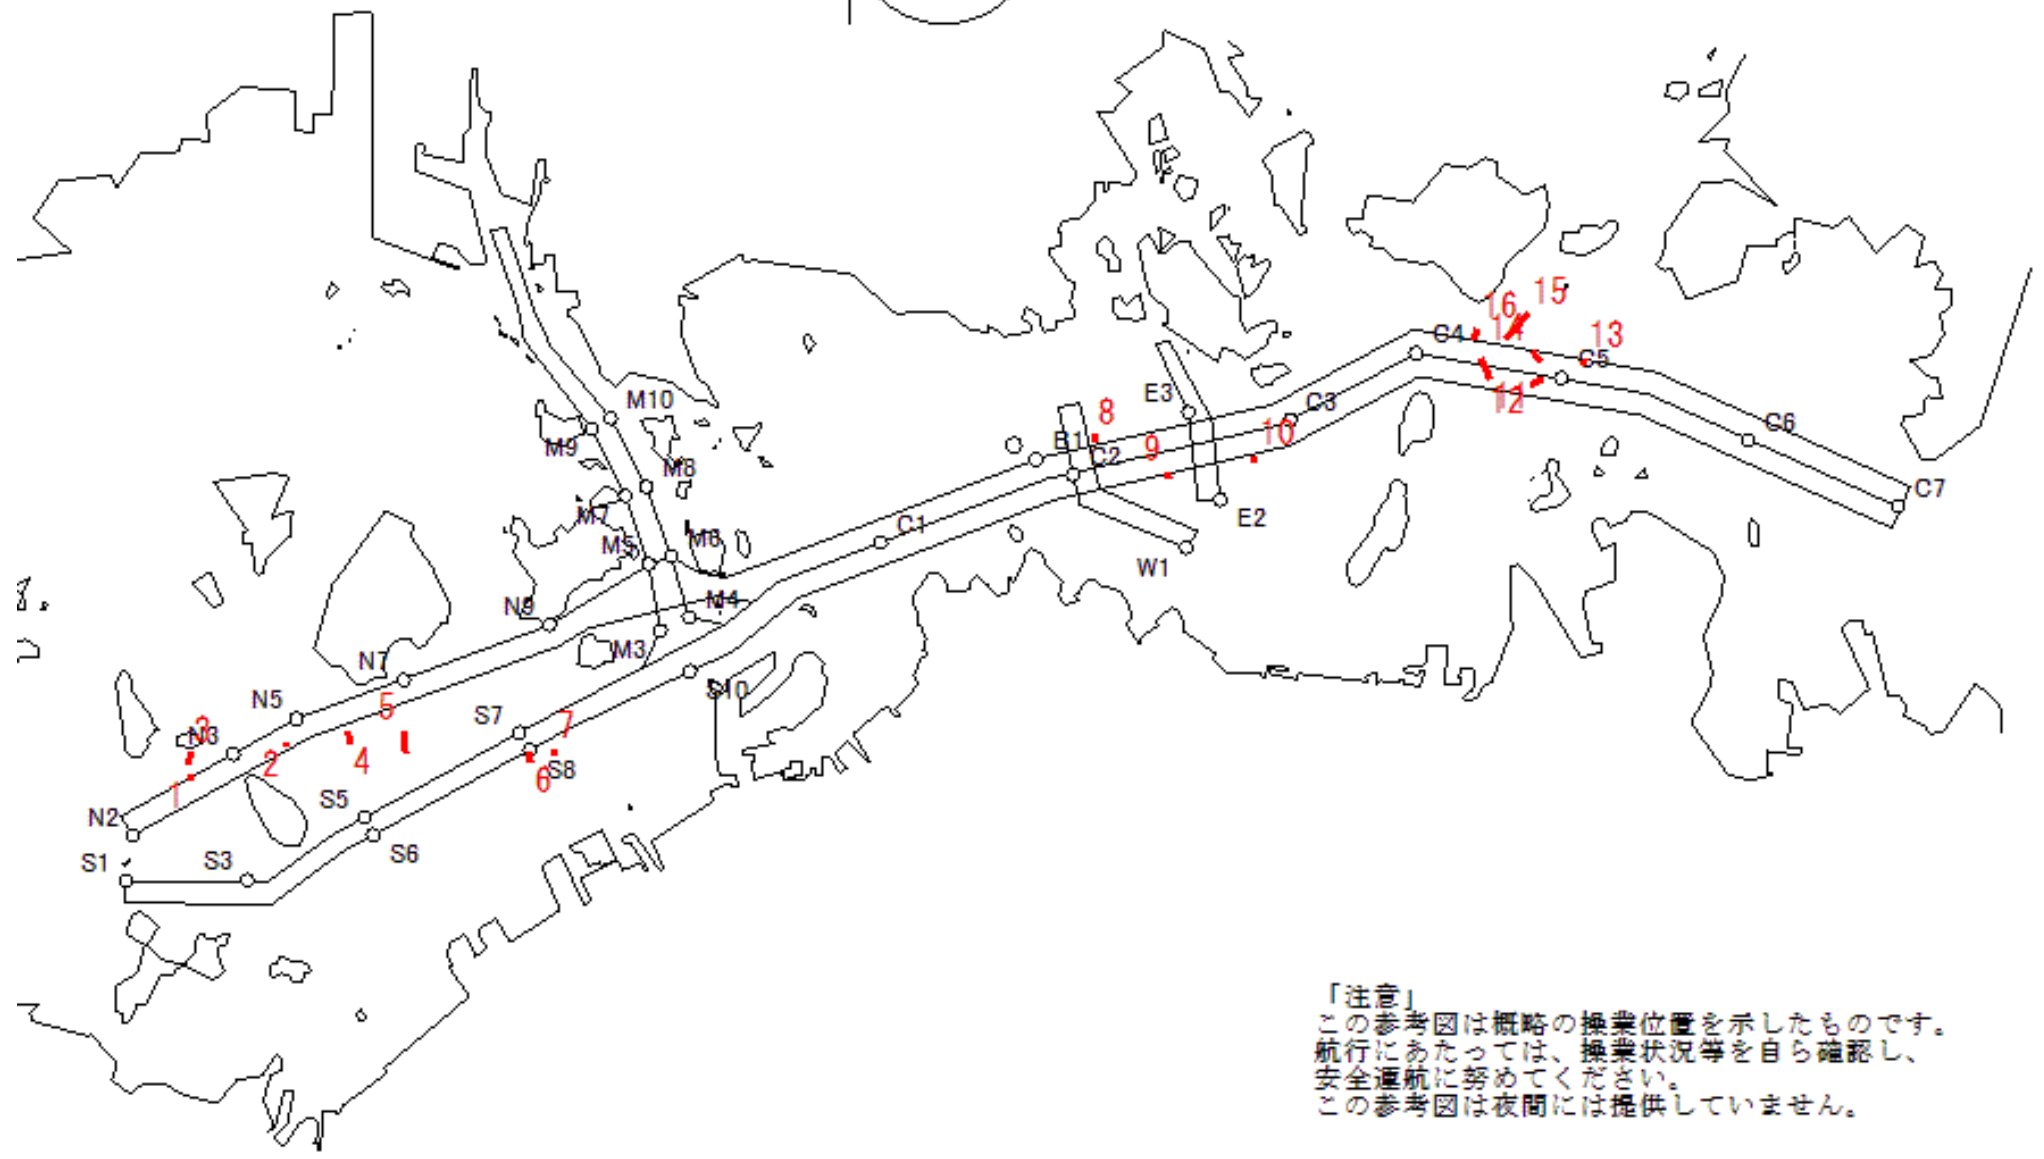 16
15
C4
14
13
C5
M10
E3
8
C3
C6
M9
B1
10
9
C2
M8
C7
M7
E2
C1
M5
M6
W1
N9
M4
M3
N7
S10
N5
5
S7
7
3
N3
2
4
S8
6
1
S5
N2
S6
S1
S3
11
12
「注意」
この参考図は概略の操業位置を示したものです。
航行にあたっては、操業状況等を自ら確認し、
安全運航に努めてください。
この参考図は夜間には提供していません。